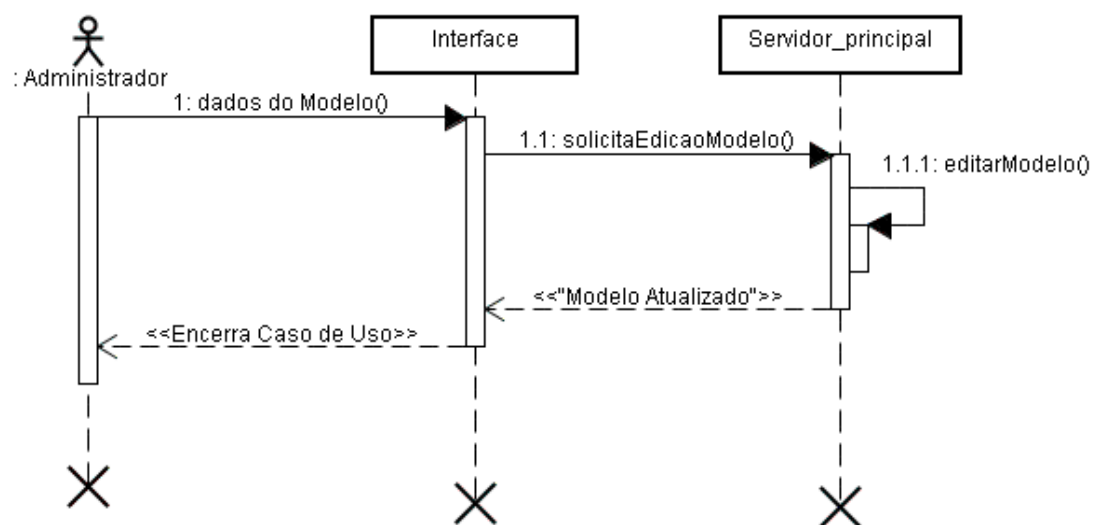 Interface
Servidor_principal
: Administrador
1: dados do Modelo()
1.1: solicitaEdicaoModelo()
1.1.1: editarModelo()
<<"Modelo Atualizado">>
<<Encerra Caso de Uso>>